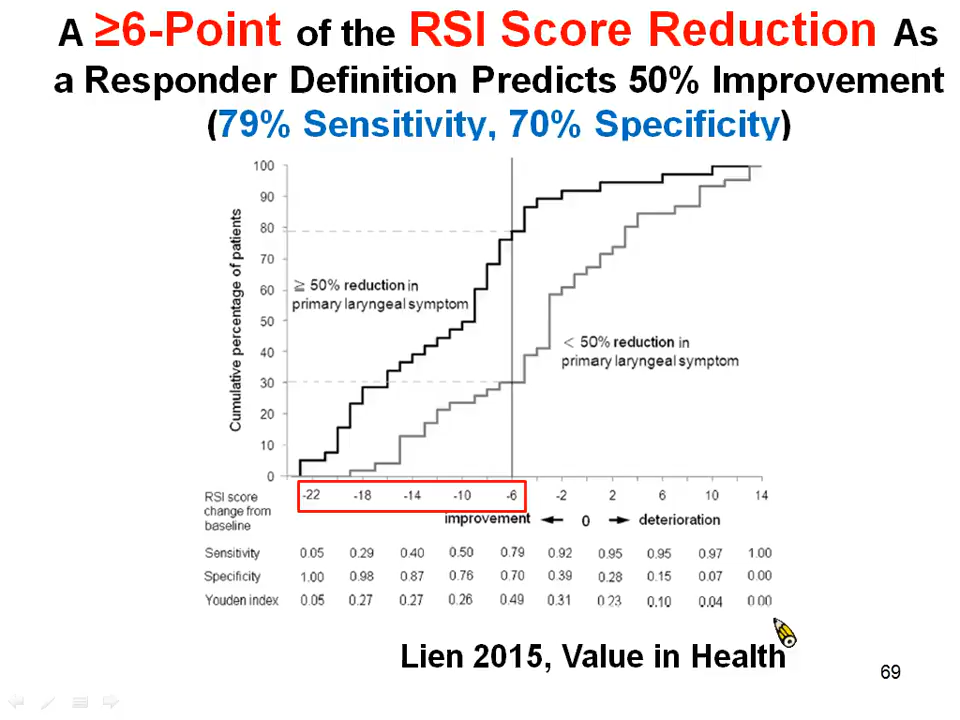 A ≥6-Point of the RSI Score Reduction As
a Responder Definition Predicts 50% Improvement
(79% Sensitivity, 70% Specificity)
Cumulative percentage of patients
100
90
80
70
60
50
40
30
20
10
0
≧ 50% reduction in
primary laryngeal symptom
< 50% reduction in
primary laryngeal symptom
RSI score
change from
baseline
-22 -18 -14 -10 -6 -2 2 6 10 14
improvement ← 0 → deterioration
Sensitivity 0.05 0.29 0.40 0.50 0.79 0.92 0.95 0.95 0.97 1.00
Specificity 1.00 0.98 0.87 0.76 0.70 0.39 0.28 0.15 0.07 0.00
Youden index 0.05 0.27 0.27 0.26 0.49 0.31 0.23 0.10 0.04 0.00
Lien 2015, Value in Health
69